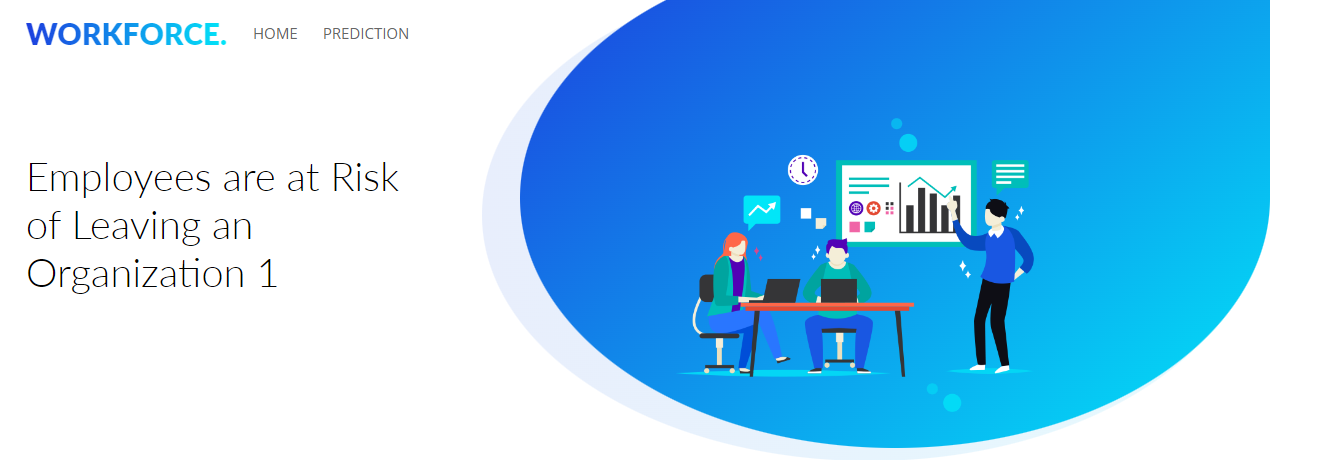 WORKFORCE. HOME PREDICTION
Employees are at Risk
of Leaving an
Organization 1